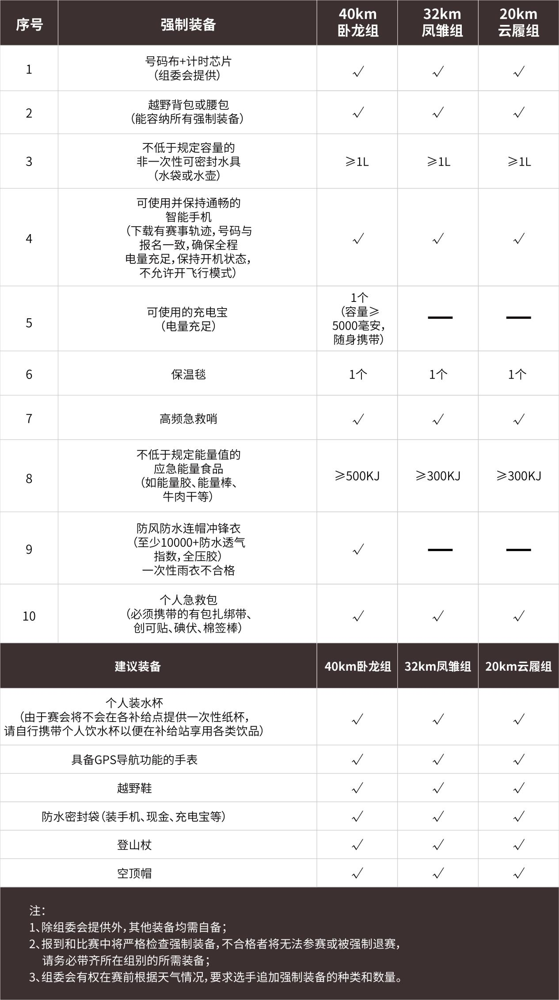 序号
强制装备
40km
卧龙组
32km
凤雏组
20km
云履组
1
号码布+计时芯片
（组委会提供）
√
√
√
2
越野背包或腰包
（能容纳所有强制装备）
√
√
√
3
不低于规定容量的
非一次性可密封水具
（水袋或水壶）
≥1L
≥1L
≥1L
4
可使用并保持通畅的
智能手机
（下载有赛事轨迹，号码与
报名一致，确保全程
电量充足，保持开机状态，
不允许开飞行模式）
√
√
√
5
可使用的充电宝
（电量充足）
1个
（容量≥
5000毫安，
随身携带）
—
—
6
保温毯
1个
1个
1个
7
高频急救哨
√
√
√
8
不低于规定能量值的
应急能量食品
（如能量胶、能量棒、
牛肉干等）
≥500KJ
≥300KJ
≥300KJ
9
防风防水连帽冲锋衣
（至少10000+防水透气
指数，全压胶）
一次性雨衣不合格
√
—
—
10
个人急救包
（必须携带的有包扎绑带、
创可贴、碘伏、棉签棒）
√
√
√
建议装备
40km卧龙组
32km凤雏组
20km云履组
个人装水杯
（由于赛会将不会在各补给点提供一次性纸杯，
请自行携带个人饮水杯以便在补给站享用各类饮品）
√
√
√
具备GPS导航功能的手表
√
√
√
越野鞋
√
√
√
防水密封袋（装手机、现金、充电宝等）
√
√
√
登山杖
√
√
√
空顶帽
√
√
√
注：
1、除组委会提供外，其他装备均需自备；
2、报到和比赛中将严格检查强制装备，不合格者将无法参赛或被强制退赛，
请务必带齐所在组别的所需装备；
3、组委会有权在赛前根据天气情况，要求选手追加强制装备的种类和数量。